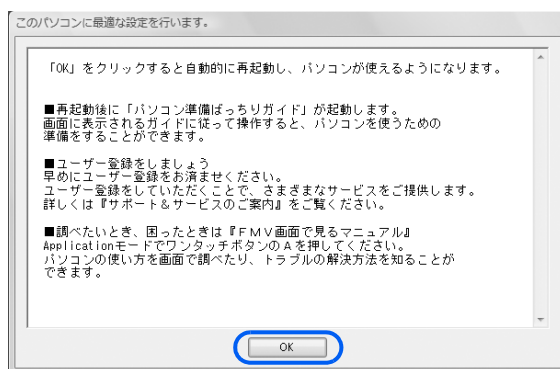 このパソコンに最適な設定を行います。
「OK」をクリックすると自動的に再起動し、パソコンが使えるようになります。
■再起動後に「パソコン準備ばっちりガイド」が起動します。
画面に表示されるガイドに従って操作すると、パソコンを使うための
準備をすることができます。
■ユーザー登録をしましょう
早めにユーザー登録をお済ませください。
ユーザー登録をしていただくことで、さまざまなサービスをご提供します。
詳しくは『サポート＆サービスのご案内』をご覧ください。
■調べたいとき、困ったときは『ＦＭＶ画面で見るマニュアル』
Applicationモードでワンタッチボタンの A を押してください。
パソコンの使い方を画面で調べたり、トラブルの解決方法を知ることが
できます。
OK